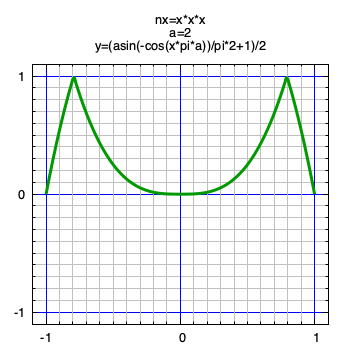 nx=x*x*x
a=2
y=(asin(-cos(x*pi*a))/pi*2+1)/2
1
0
-1
-1 0 1